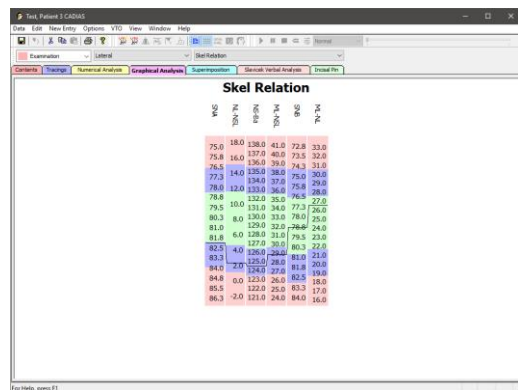 Test, Patient 3 CADIAS
Data Edit New Entry Options VTO View Window Help
Normal
Examination Lateral Skel Relation
Contents Tracings Numerical Analysis Graphical Analysis Superimposition Slavicek Verbal Analysis Incisal Pin
Skel Relation
SNA NL-NSL NS-BA ML-NSL SNB ML-NL
75.0 18.0 138.0 41.0 72.8 33.0
75.8 16.0 137.0 40.0 73.5 32.0
76.5 136.0 39.0 74.3 31.0
77.3 14.0 135.0 38.0 75.0 30.0
134.0 37.0 29.0
78.0 12.0 133.0 36.0 75.8 28.0
78.8 132.0 35.0 76.5 27.0
79.5 10.0 131.0 34.0 77.3 26.0
80.3 8.0 130.0 33.0 78.0 25.0
81.0 129.0 32.0 78.8 24.0
81.8 6.0 128.0 31.0 79.5 23.0
127.0 30.0 22.0
82.5 4.0 126.0 29.0 80.3 21.0
83.3 125.0 28.0 81.0 20.0
84.0 2.0 124.0 27.0 81.8 19.0
84.8 0.0 123.0 26.0 82.5 18.0
85.5 122.0 25.0 83.3 17.0
86.3 -2.0 121.0 24.0 84.0 16.0
For Help, press F1